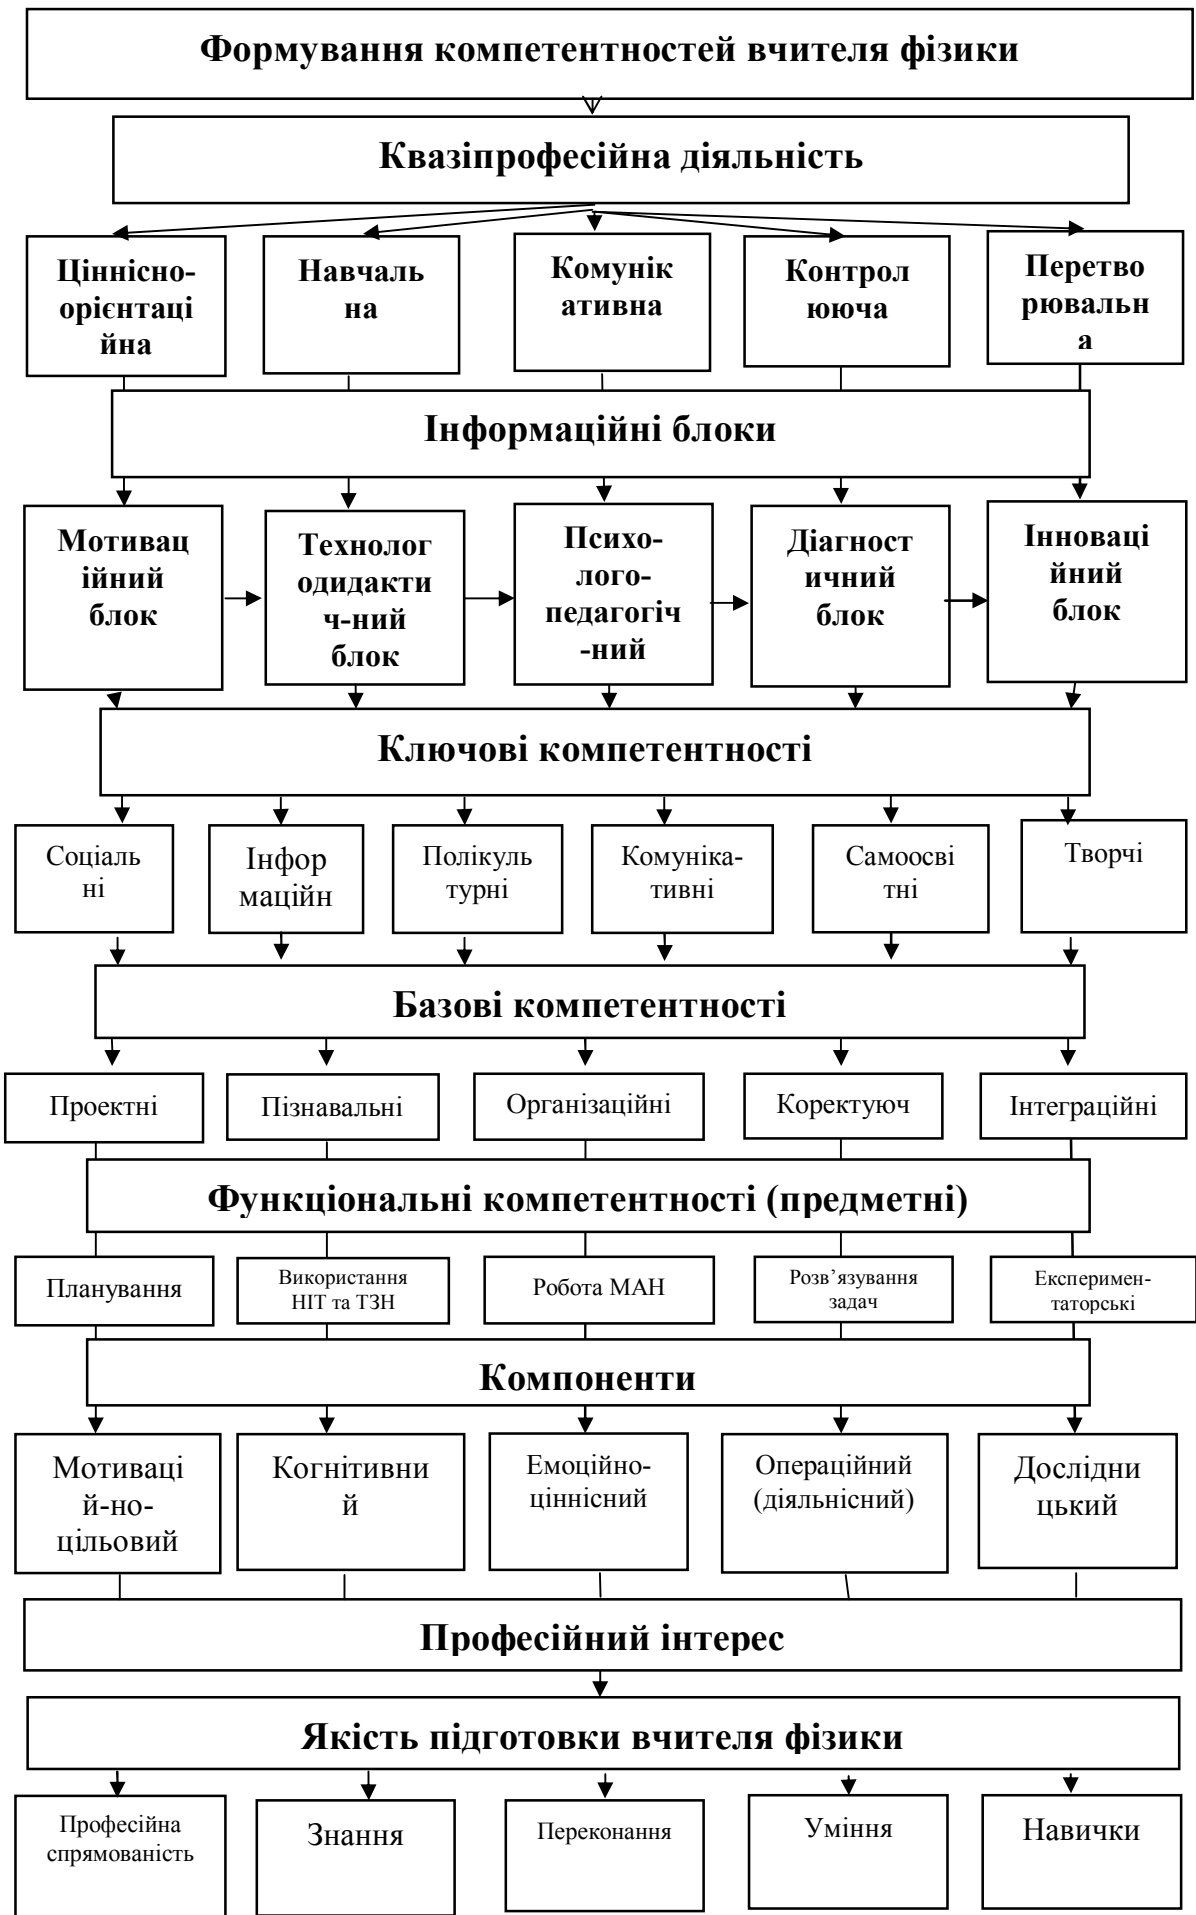 Формування компетентностей вчителя фізики
Квазіпрофесійна діяльність
Ціннісно-
орієнтаці
йна
Навчаль
на
Комунік
ативна
Контрол
ююча
Перетво
рювальн
а
Інформаційні блоки
Мотивац
ійний
блок
Технолог
одидакти
ч-ний
блок
Психо-
лого-
педагогіч
-ний
Діагност
ичний
блок
Інноваці
йний
блок
Ключові компетентності
Соціаль
ні
Інфор
маційн
Полікуль
турні
Комуніка-
тивні
Самоосві
тні
Творчі
Базові компетентності
Проектні
Пізнавальні
Організаційні
Коректуюч
Інтеграційні
Функціональні компетентності (предметні)
Планування
Використання
НІТ та ТЗН
Робота МАН
Розв’язування
задач
Експеримен-
таторські
Компоненти
Мотиваці
й-но-
цільовий
Когнітивни
й
Емоційно-
ціннісний
Операційний
(діяльнісний)
Дослідни
цький
Професійний інтерес
Якість підготовки вчителя фізики
Професійна
спрямованість
Знання
Переконання
Уміння
Навички